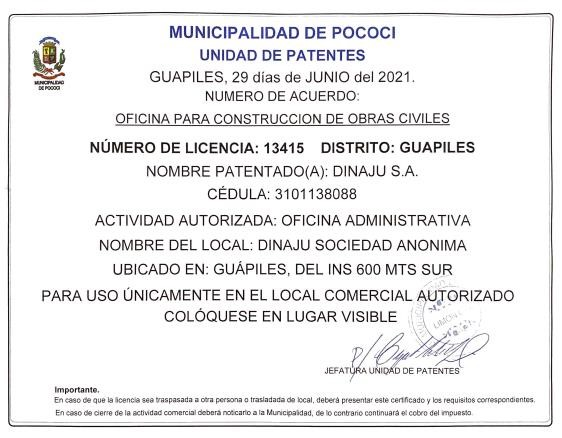 MUNICIPALIDAD DE POCOCI
UNIDAD DE PATENTES
MUNICIPALIDAD
DE POCOCI
GUAPILES, 29 días de JUNIO del 2021.
NUMERO DE ACUERDO:
OFICINA PARA CONSTRUCCION DE OBRAS CIVILES
NÚMERO DE LICENCIA: 13415 DISTRITO: GUAPILES
NOMBRE PATENTADO(A): DINAJU S.A.
CÉDULA: 3101138088
ACTIVIDAD AUTORIZADA: OFICINA ADMINISTRATIVA
NOMBRE DEL LOCAL: DINAJU SOCIEDAD ANONIMA
UBICADO EN: GUÁPILES, DEL INS 600 MTS SUR
PARA USO ÚNICAMENTE EN EL LOCAL COMERCIAL AUTORIZADO
COLÓQUESE EN LUGAR VISIBLE
LIMON
JEFATURA UNIDAD DE PATENTES
Importante.
En caso de que la licencia sea traspasada a otra persona o trasladada de local, deberá presentar este certificado y los requisitos correspondientes.
En caso de cierre de la actividad comercial deberá noticarlo a la Municipalidad, de lo contrario continuará el cobro del impuesto.